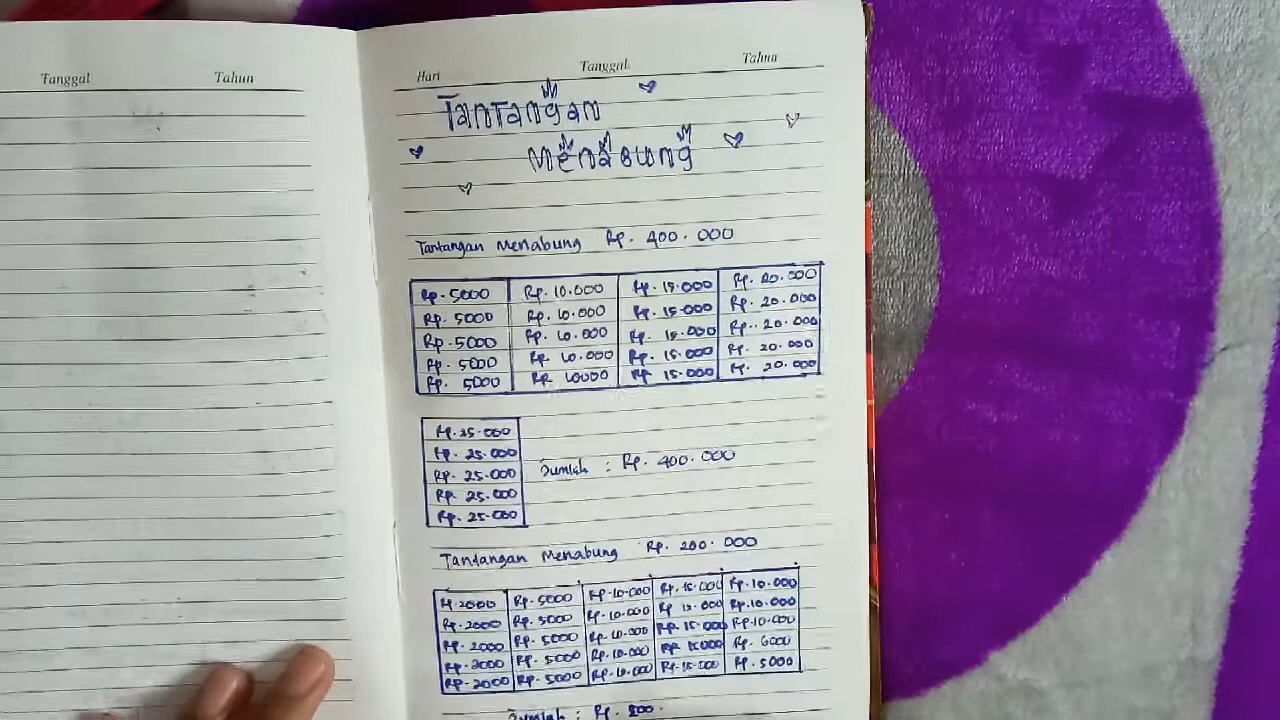 Tanggal Tahun
Hari Tanggal Tahun
Tantangan
Menabung
Tantangan Menabung Rp. 400.000
Rp. 5000 Rp. 10.000 Rp. 15.000 Rp. 20.000
Rp. 5000 Rp. 10.000 Rp. 15.000 Rp. 20.000
Rp. 5000 Rp. 10.000 Rp. 15.000 Rp. 20.000
Rp. 5000 Rp. 10.000 Rp. 15.000 Rp. 20.000
Rp. 5000 Rp. 10000 Rp. 15.000 Rp. 20.000
Rp. 25.000
Rp. 25.000
Rp. 25.000 Jumlah : Rp. 400.000
Rp. 25.000
Rp. 25.000
Tantangan Menabung Rp. 200.000
Rp. 2000 Rp. 5000 Rp. 10.000 Rp. 15.000 Rp. 10.000
Rp. 2000 Rp. 5000 Rp. 10.000 Rp. 15.000 Rp. 10.000
Rp. 2000 Rp. 5000 Rp. 10.000 Rp. 15.000 Rp. 10.000
Rp. 2000 Rp. 5000 Rp. 10.000 Rp. 15.000 Rp. 6000
Rp. 2000 Rp. 5000 Rp. 10.000 Rp. 15.000 Rp. 5000
Jumlah : Rp. 200.